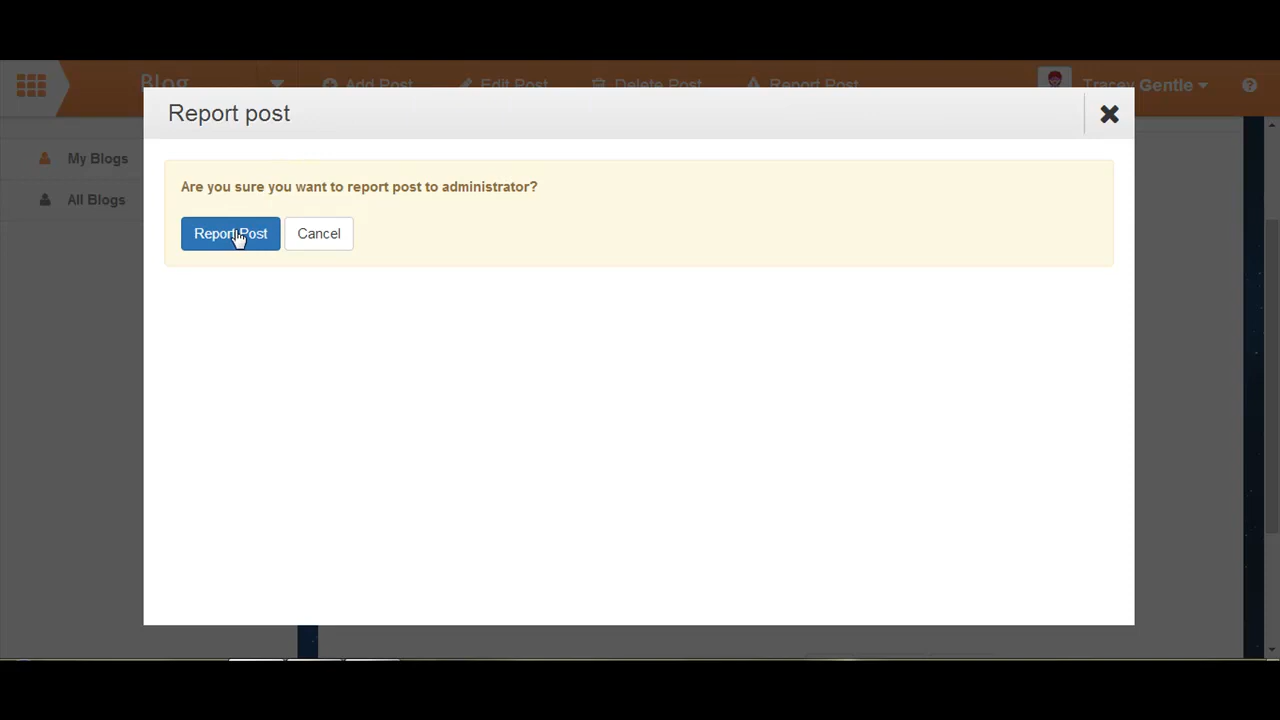 Blog Add Post Edit Post Delete Post Report Post Tracey Gentle
Report post
My Blogs
Are you sure you want to report post to administrator?
All Blogs
Report Post Cancel